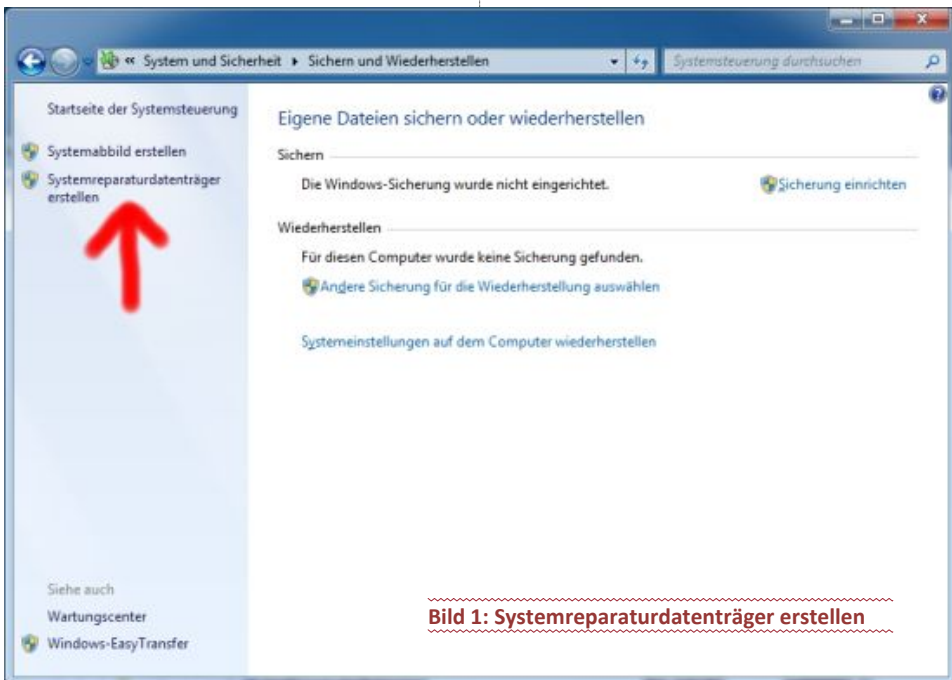 « System und Sicherheit ▸ Sichern und Wiederherstellen
Systemsteuerung durchsuchen
Startseite der Systemsteuerung
Systemabbild erstellen
Systemreparaturdatenträger
erstellen
Eigene Dateien sichern oder wiederherstellen
Sichern
Die Windows-Sicherung wurde nicht eingerichtet.
Sicherung einrichten
Wiederherstellen
Für diesen Computer wurde keine Sicherung gefunden.
Andere Sicherung für die Wiederherstellung auswählen
Systemeinstellungen auf dem Computer wiederherstellen
Siehe auch
Wartungscenter
Windows-EasyTransfer
Bild 1: Systemreparaturdatenträger erstellen